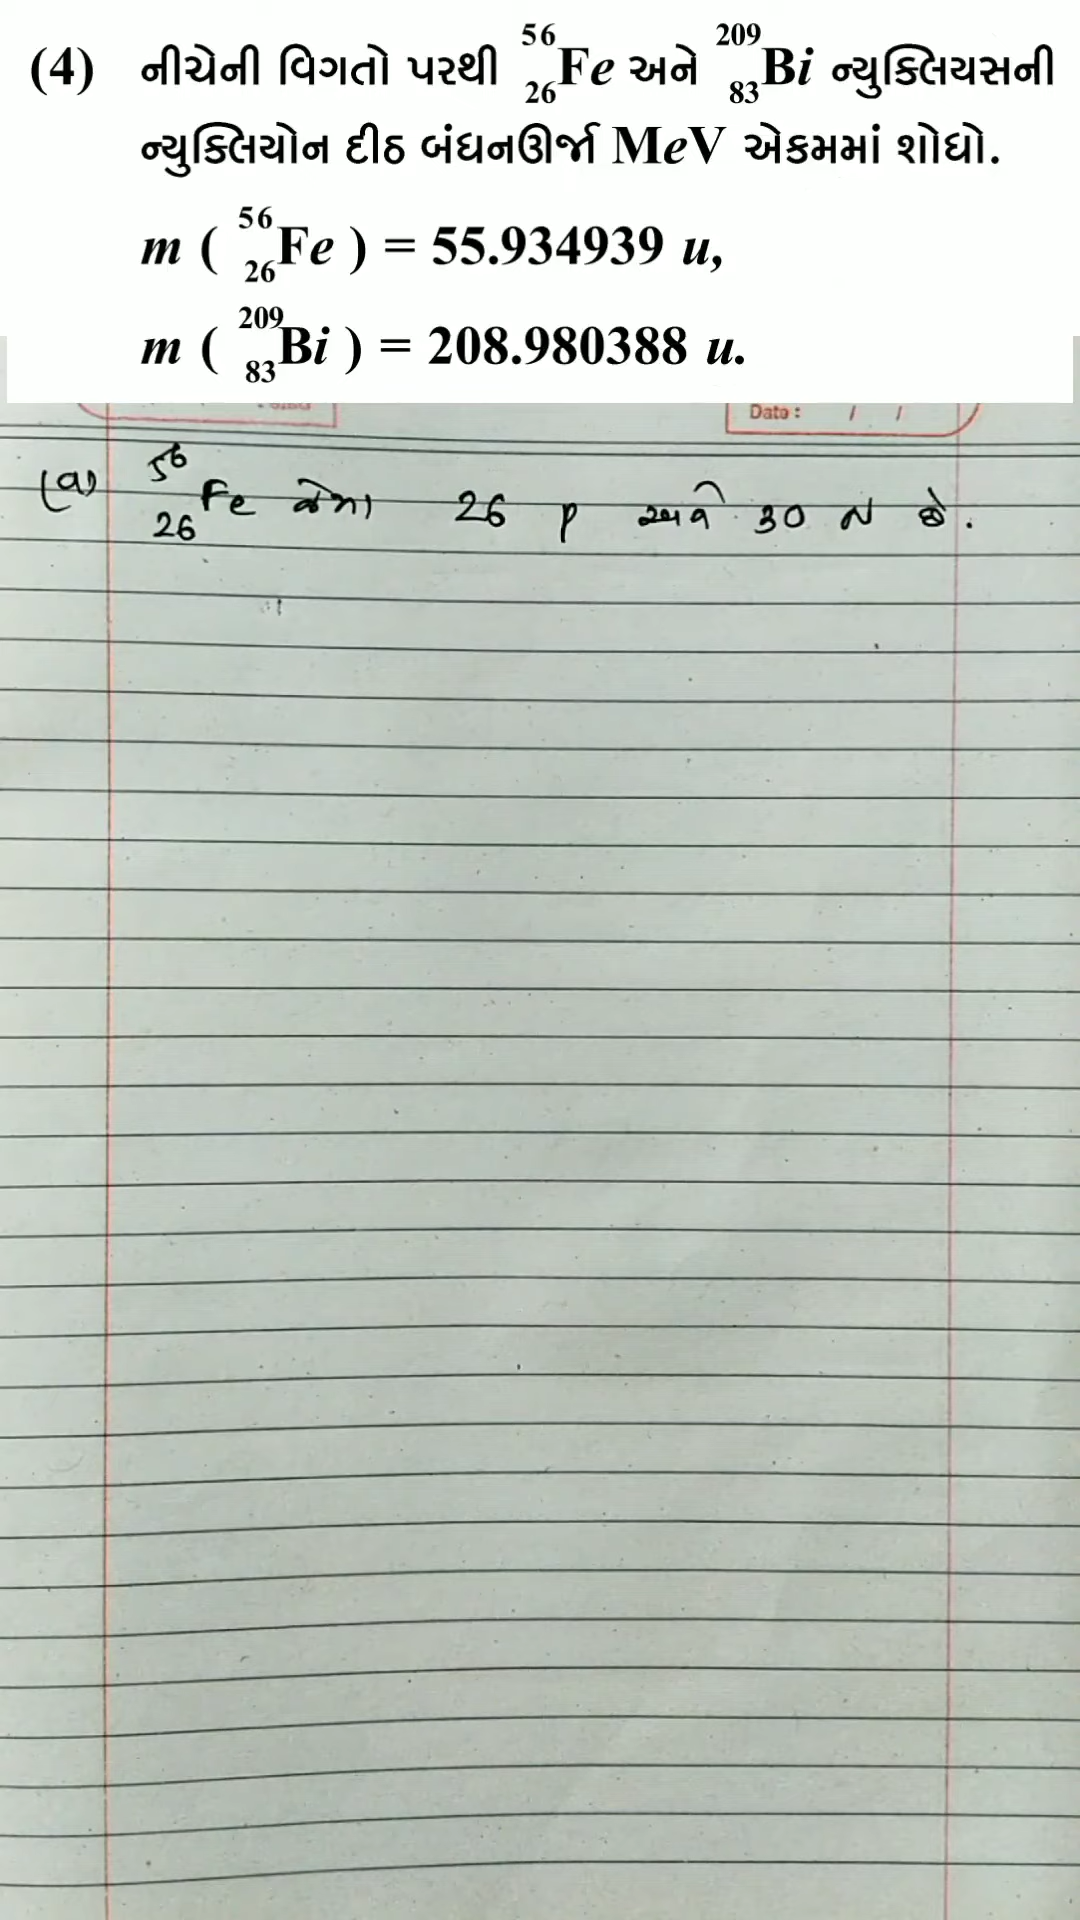 (4) નીચેની વિગતો પરથી ⁵⁶₂₆Fe અને ²⁰⁹₈₃Bi ન્યુક્લિયસની
ન્યુક્લિયોન દીઠ બંધનઊર્જા MeV એકમમાં શોધો.
m ( ⁵⁶₂₆Fe ) = 55.934939 u,
m ( ²⁰⁹₈₃Bi ) = 208.980388 u.
Date : / /
(a) ⁵⁶₂₆Fe જેમાં 26 p અને 30 n છે.